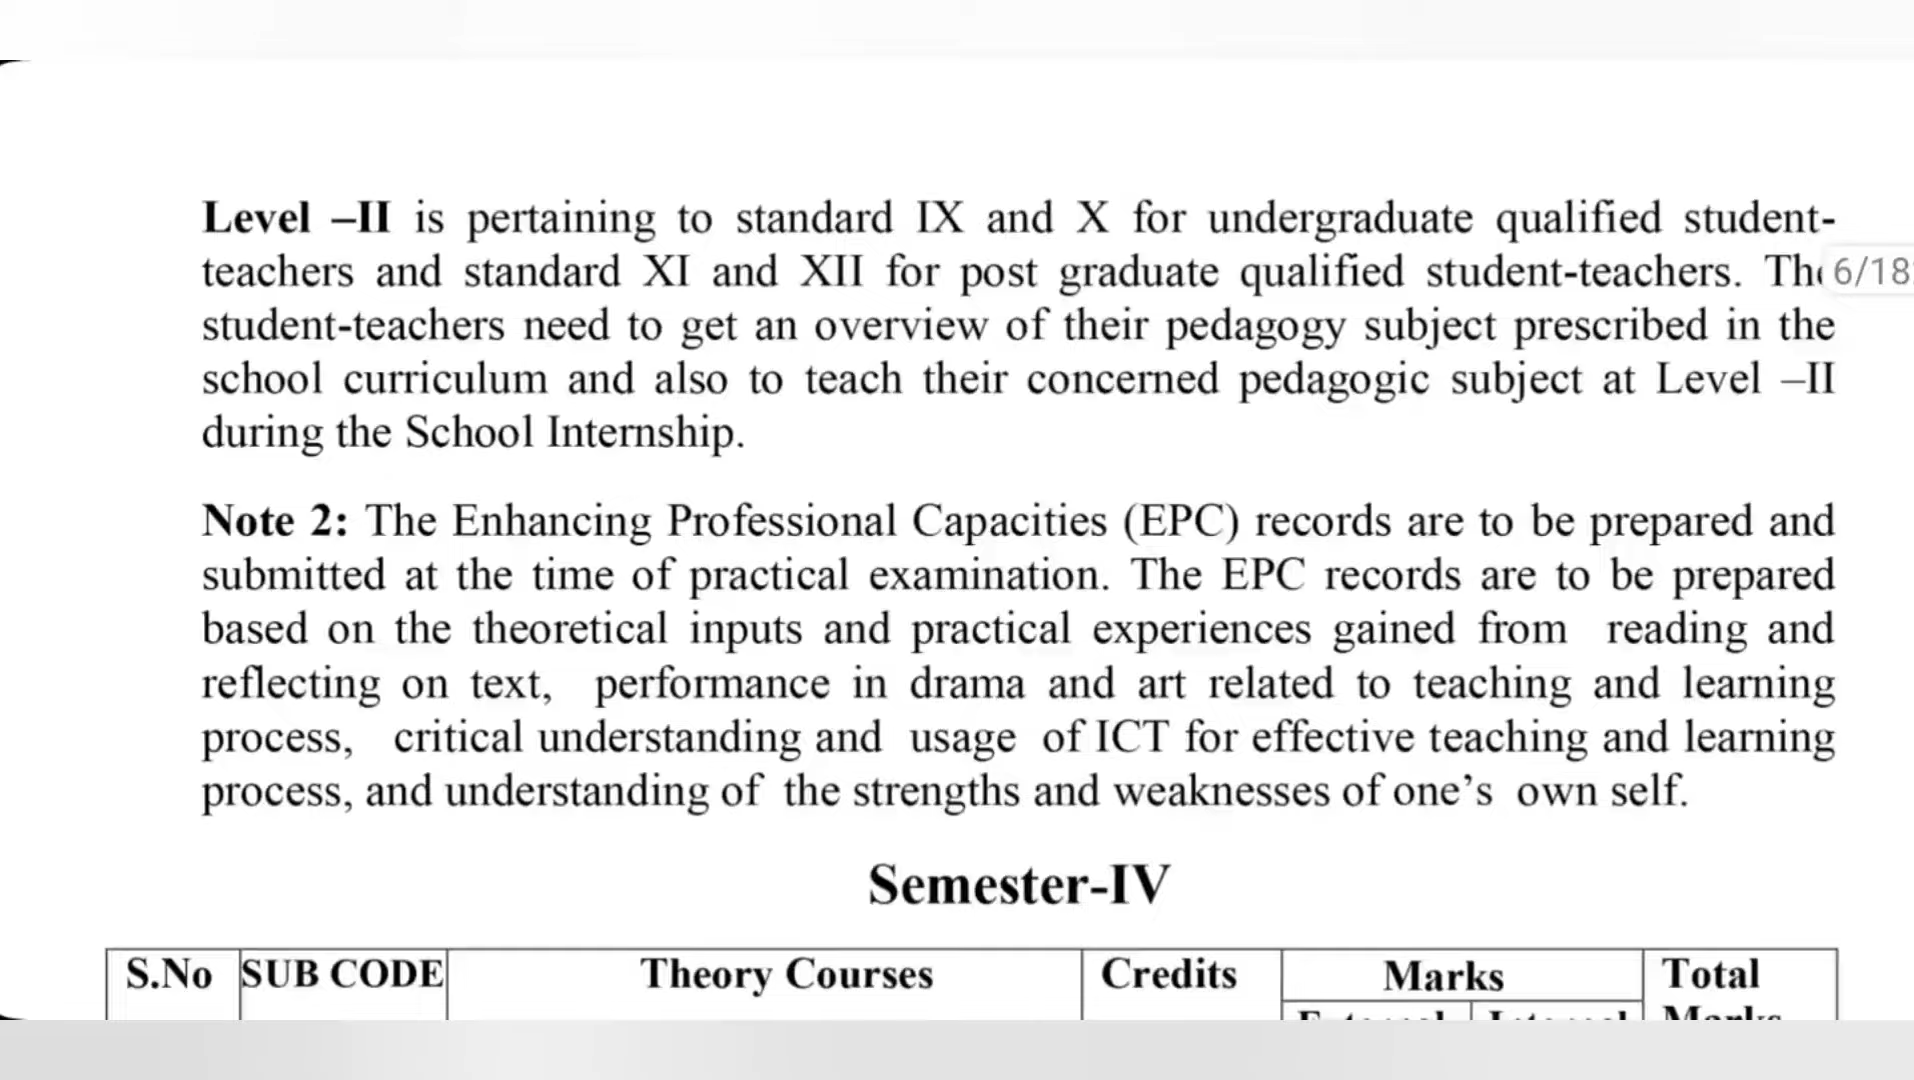 Level –II is pertaining to standard IX and X for undergraduate qualified student-
teachers and standard XI and XII for post graduate qualified student-teachers. The
6/18
student-teachers need to get an overview of their pedagogy subject prescribed in the
school curriculum and also to teach their concerned pedagogic subject at Level –II
during the School Internship.
Note 2: The Enhancing Professional Capacities (EPC) records are to be prepared and
submitted at the time of practical examination. The EPC records are to be prepared
based on the theoretical inputs and practical experiences gained from reading and
reflecting on text, performance in drama and art related to teaching and learning
process, critical understanding and usage of ICT for effective teaching and learning
process, and understanding of the strengths and weaknesses of one’s own self.
Semester-IV
S.No SUB CODE Theory Courses Credits Marks Total
External Internal Marks